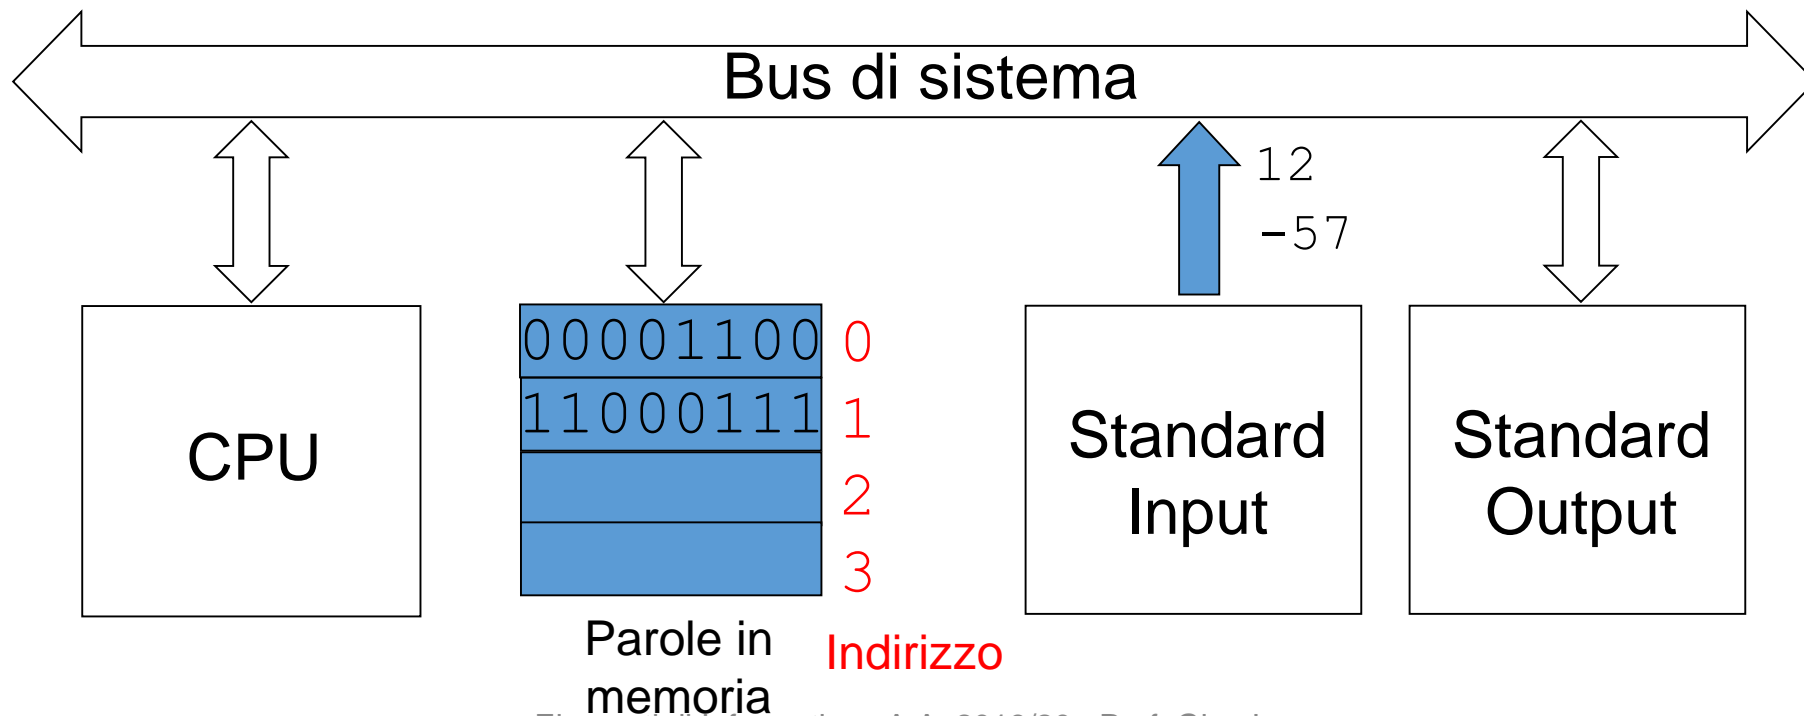 Bus di sistema
12
-57
00001100 0
11000111 1
2
3
CPU
Standard
Input
Standard
Output
Parole in
memoria
Indirizzo